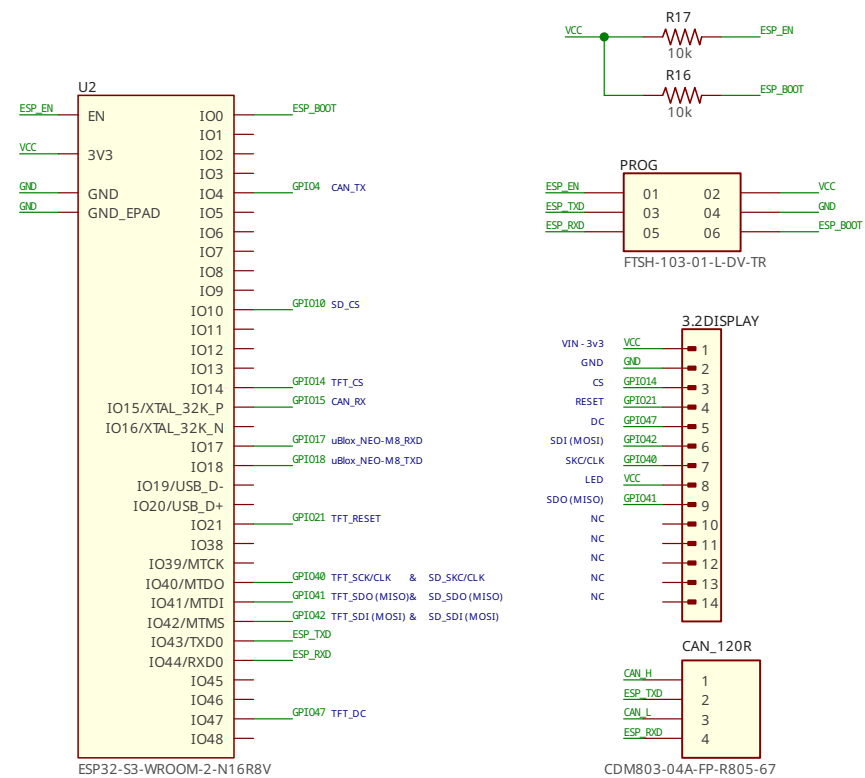 U2
ESP_EN EN IO0 ESP_BOOT
IO1
VCC 3V3 IO2
IO3
GND GND IO4 GPIO4 CAN_TX
GND GND_EPAD IO5
IO6
IO7
IO8
IO9
IO10 GPIO10 SD_CS
IO11
IO12
IO13
IO14 GPIO14 TFT_CS
IO15/XTAL_32K_P GPIO15 CAN_RX
IO16/XTAL_32K_N
IO17 GPIO17 uBlox_NEO-M8_RXD
IO18 GPIO18 uBlox_NEO-M8_TXD
IO19/USB_D-
IO20/USB_D+
IO21 GPIO21 TFT_RESET
IO38
IO39/MTCK
IO40/MTDO GPIO40 TFT_SCK/CLK & SD_SKC/CLK
IO41/MTDI GPIO41 TFT_SDO (MISO)& SD_SDO (MISO)
IO42/MTMS GPIO42 TFT_SDI (MOSI) & SD_SDI (MOSI)
IO43/TXD0 ESP_TXD
IO44/RXD0 ESP_RXD
IO45
IO46
IO47 GPIO47 TFT_DC
IO48
ESP32-S3-WROOM-2-N16R8V
R17
VCC ESP_EN
10k
R16
ESP_BOOT
10k
PROG
ESP_EN 01 02 VCC
ESP_TXD 03 04 GND
ESP_RXD 05 06 ESP_BOOT
FTSH-103-01-L-DV-TR
3.2DISPLAY
VIN - 3v3 VCC 1
GND GND 2
CS GPIO14 3
RESET GPIO21 4
DC GPIO47 5
SDI (MOSI) GPIO42 6
SKC/CLK GPIO40 7
LED VCC 8
SDO (MISO) GPIO41 9
NC 10
NC 11
NC 12
NC 13
NC 14
CAN_120R
CAN_H 1
ESP_TXD 2
CAN_L 3
ESP_RXD 4
CDM803-04A-FP-R805-67